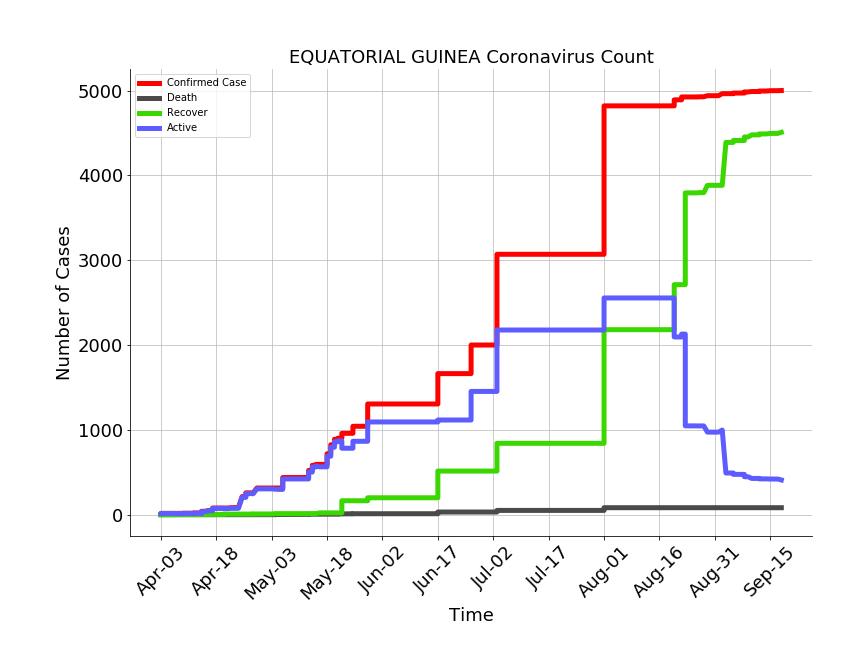 EQUATORIAL GUINEA Coronavirus Count
Confirmed Case
Death
Recover
Active
5000
4000
3000
2000
1000
0
Number of Cases
Apr-03
Apr-18
May-03
May-18
Jun-02
Jun-17
Jul-02
Jul-17
Aug-01
Aug-16
Aug-31
Sep-15
Time